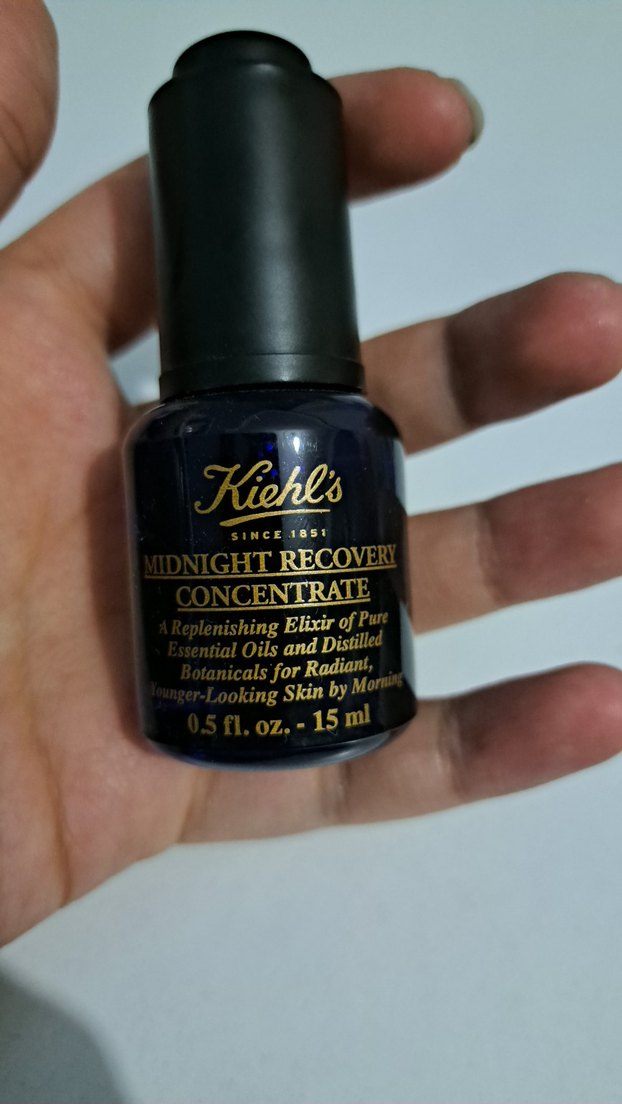 Kiehl's
SINCE 1851
MIDNIGHT RECOVERY
CONCENTRATE
A Replenishing Elixir of Pure
Essential Oils and Distilled
Botanicals for Radiant,
Younger-Looking Skin by Morning
0.5 fl. oz. - 15 ml